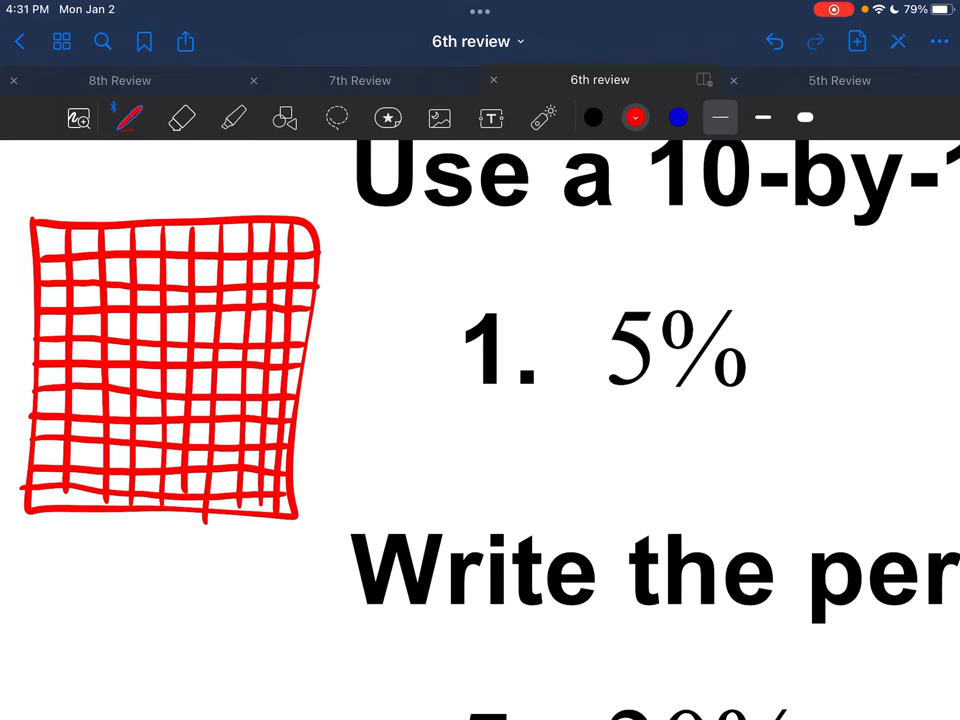 4:31 PM Mon Jan 2
79%
6th review
8th Review
7th Review
6th review
5th Review
T
Use a 10-by-1
1. 5%
Write the per